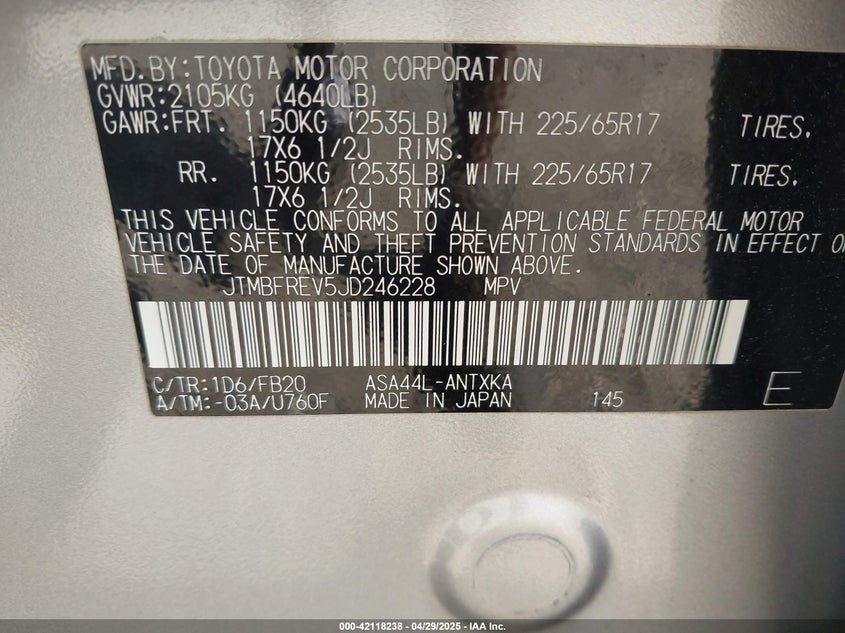 MFD. BY: TOYOTA MOTOR CORPORATION
GVWR: 2105KG (4640LB)
GAWR: FRT. 1150KG (2535LB) WITH 225/65R17 TIRES.
17X6 1/2J RIMS.
RR. 1150KG (2535LB) WITH 225/65R17 TIRES.
17X6 1/2J RIMS.
THIS VEHICLE CONFORMS TO ALL APPLICABLE FEDERAL MOTOR
VEHICLE SAFETY AND THEFT PREVENTION STANDARDS IN EFFECT
THE DATE OF MANUFACTURE SHOWN ABOVE.
JTMBFREV5JD246228 MPV
C/TR: 1D6/FB20 ASA44L-ANTXKA
A/TM: -03A/U760F MADE IN JAPAN 145 E
000-42118238 - 04/29/2025 - IAA Inc.